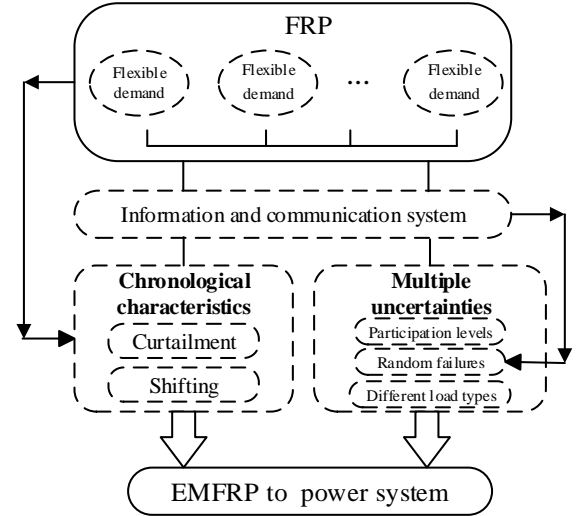 FRP
Flexible
demand
Flexible
demand
...
Flexible
demand
Information and communication system
Chronological
characteristics
Curtailment
Shifting
Multiple
uncertainties
Participation levels
Random failures
Different load types
EMFRP to power system